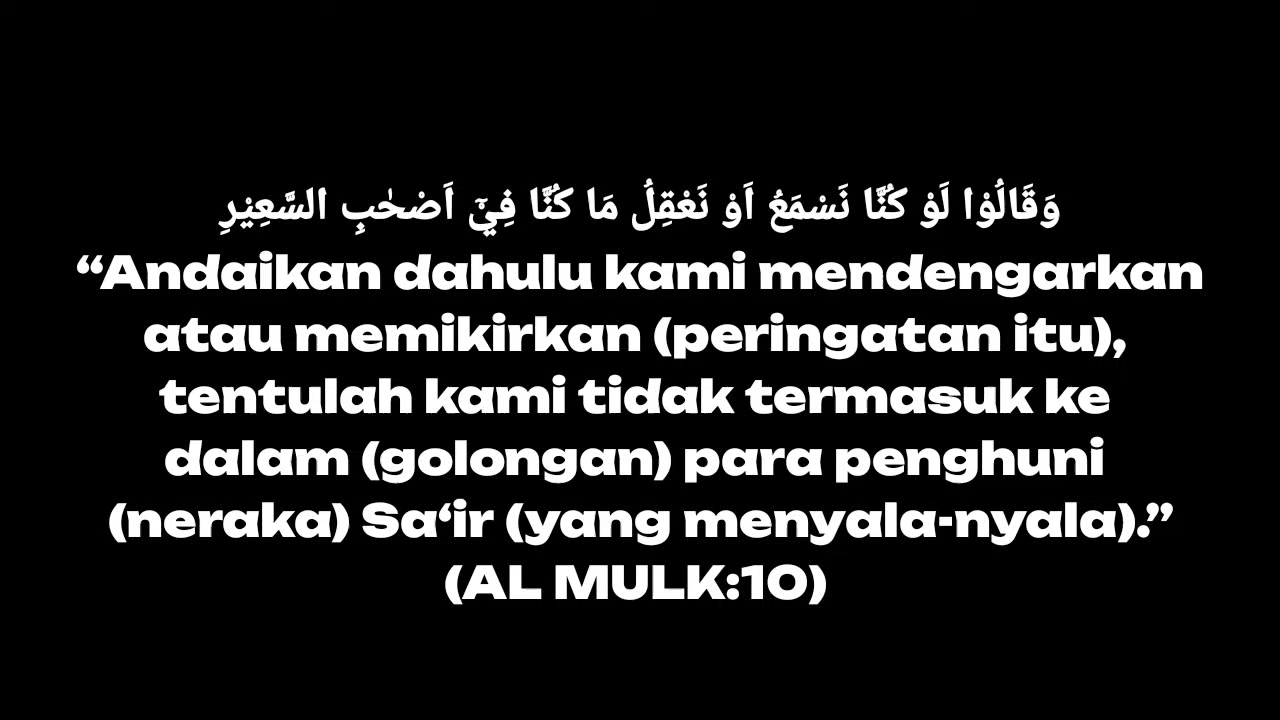 وَقَالُوْا لَوْ كُنَّا نَسْمَعُ اَوْ نَعْقِلُ مَا كُنَّا فِيْٓ اَصْحٰبِ السَّعِيْرِ
“Andaikan dahulu kami mendengarkan
atau memikirkan (peringatan itu),
tentulah kami tidak termasuk ke
dalam (golongan) para penghuni
(neraka) Sa‘ir (yang menyala-nyala).”
(AL MULK:10)